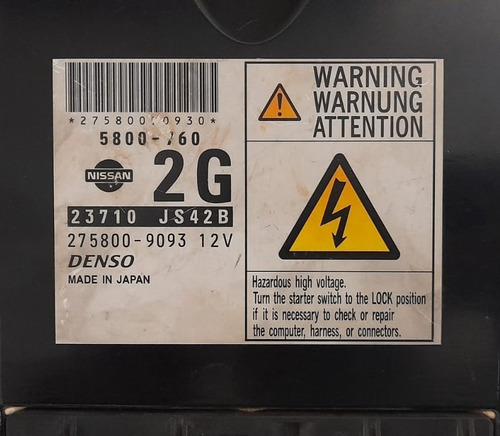 5800-760
NISSAN
2G
23710 JS42B
275800-9093 12V
DENSO
MADE IN JAPAN
WARNING
WARNUNG
ATTENTION
Hazardous high voltage.
Turn the starter switch to the LOCK position
if it is necessary to check or repair
the computer, harness, or connectors.